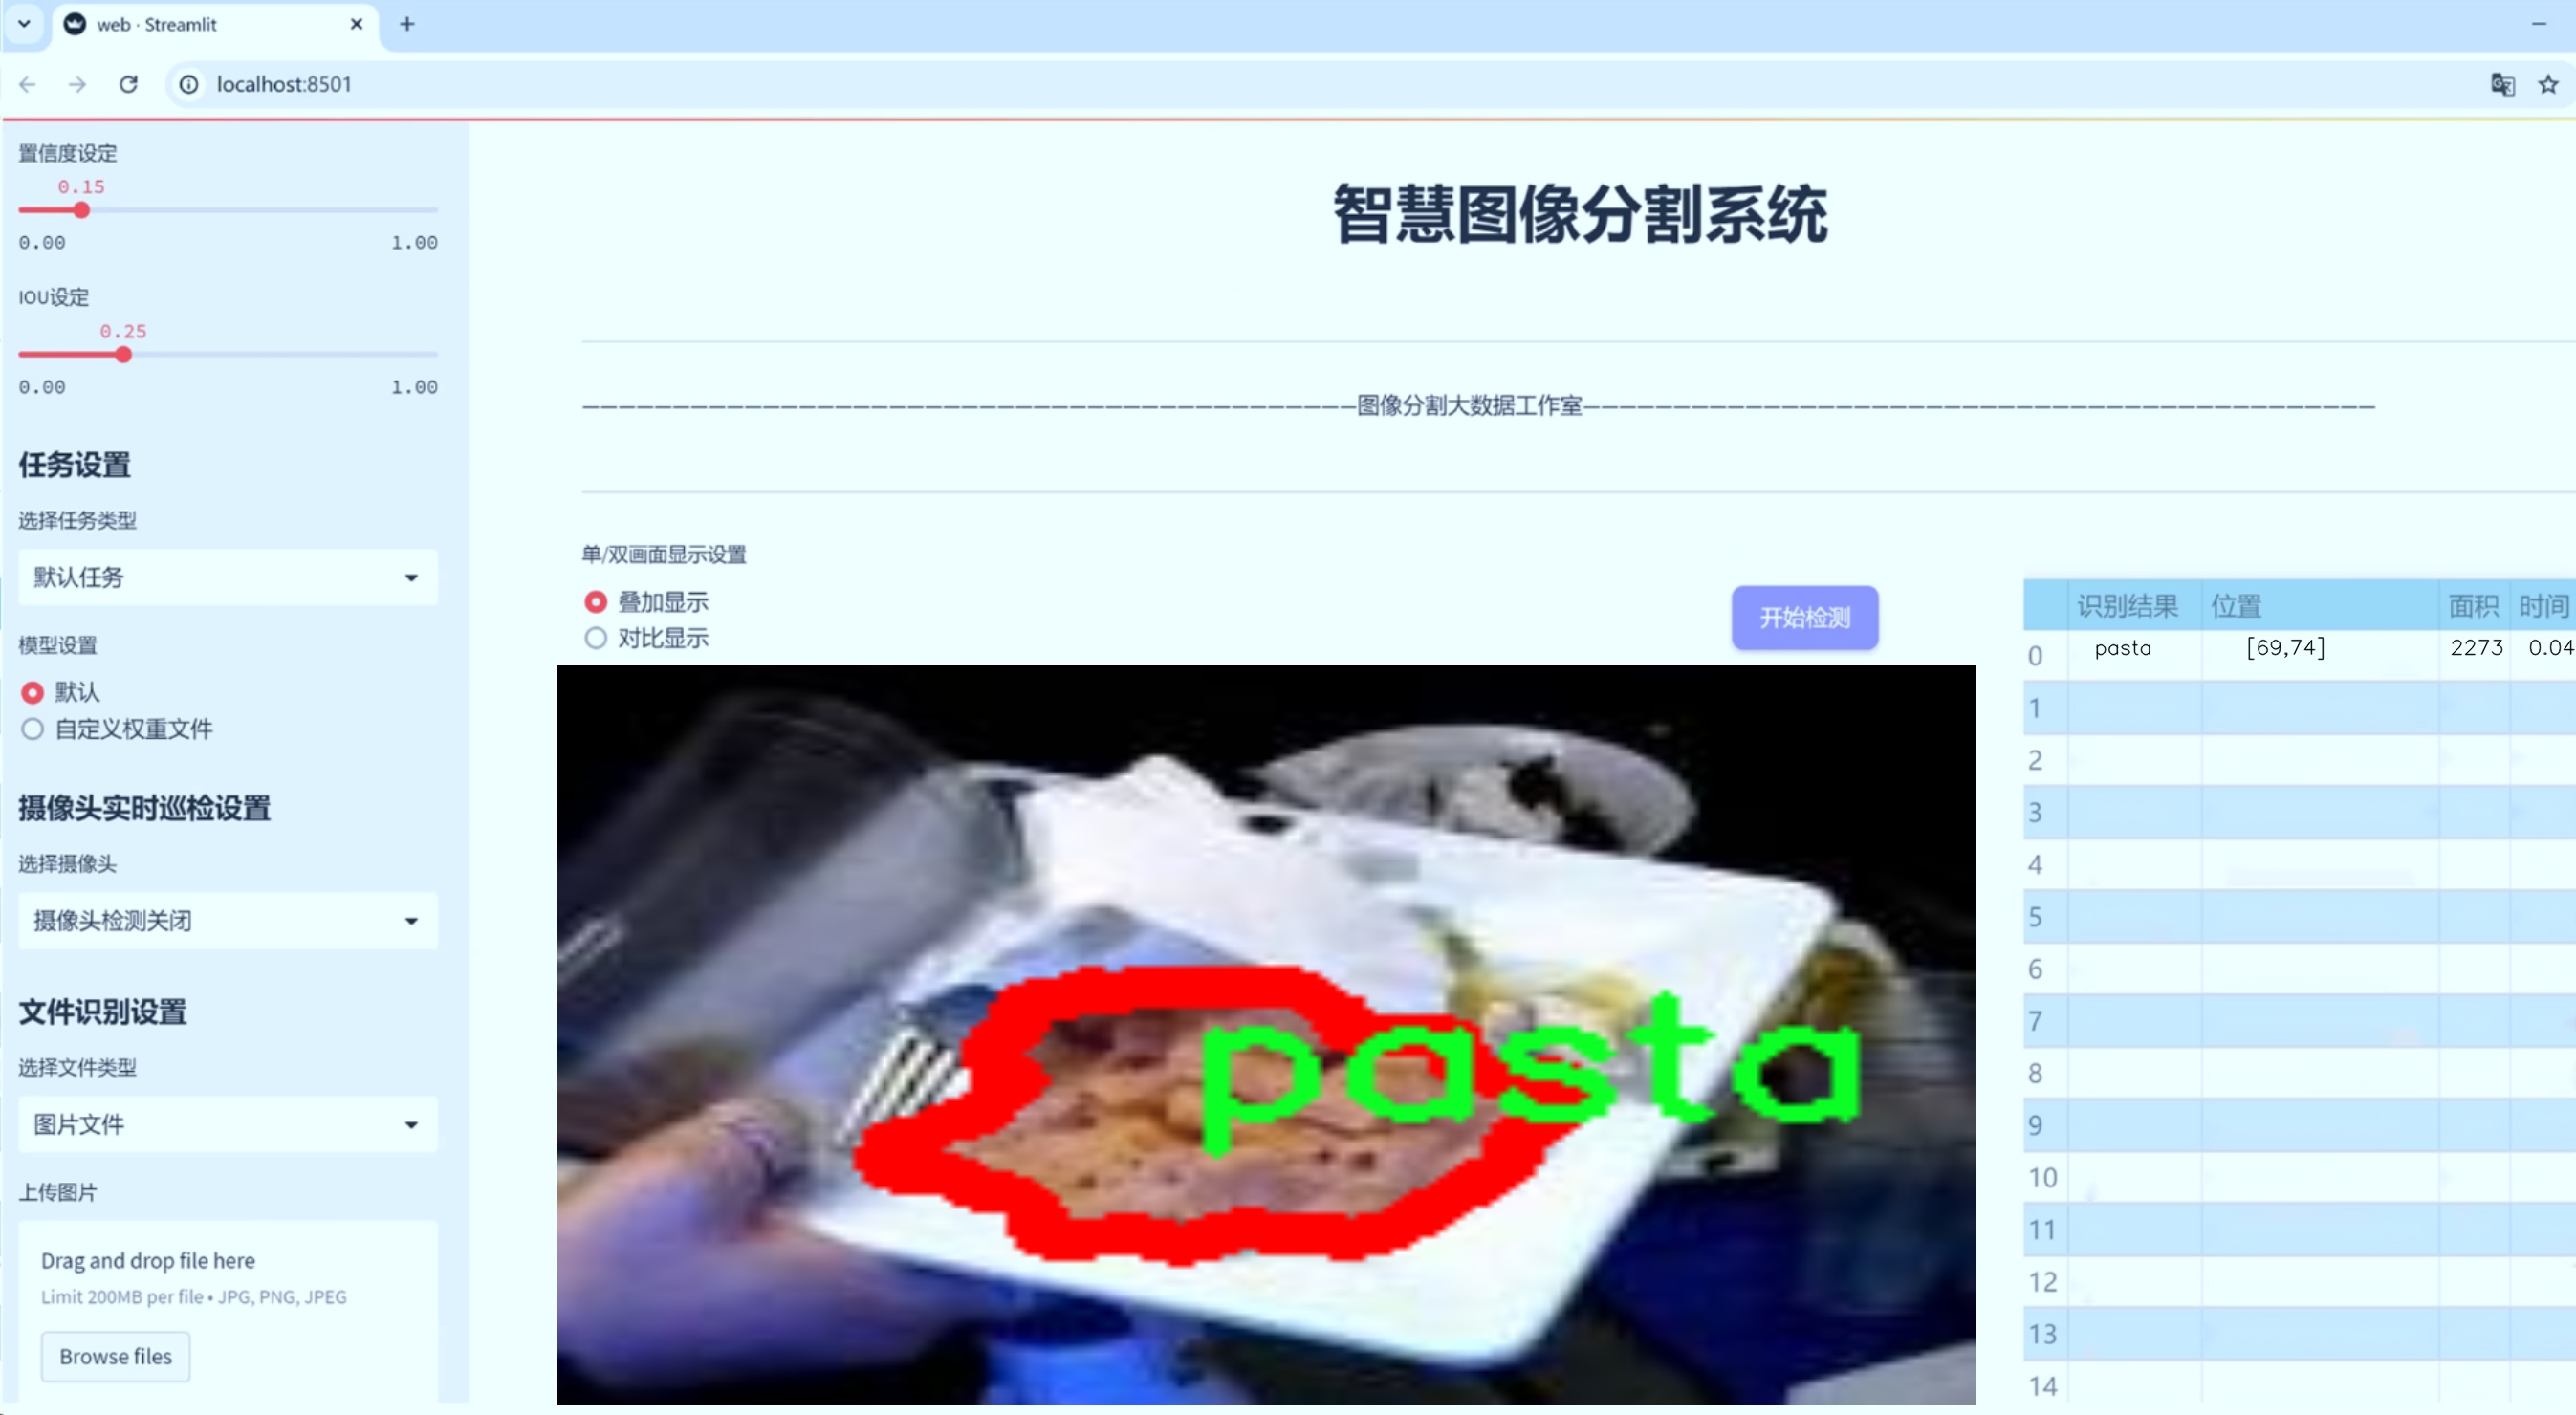 web · Streamlit
localhost:8501
置信度设定
0.15
0.00 1.00
IOU设定
0.25
0.00 1.00
任务设置
选择任务类型
默认任务
模型设置
默认
自定义权重文件
摄像头实时巡检设置
选择摄像头
摄像头检测关闭
文件识别设置
选择文件类型
图片文件
上传图片
Drag and drop file here
Limit 200MB per file • JPG, PNG, JPEG
Browse files
智慧图像分割系统
图像分割大数据工作室
单/双画面显示设置
叠加显示
对比显示
开始检测
pasta
识别结果 位置 面积 时间
0 pasta [69,74] 2273 0.04
1
2
3
4
5
6
7
8
9
10
11
12
13
14